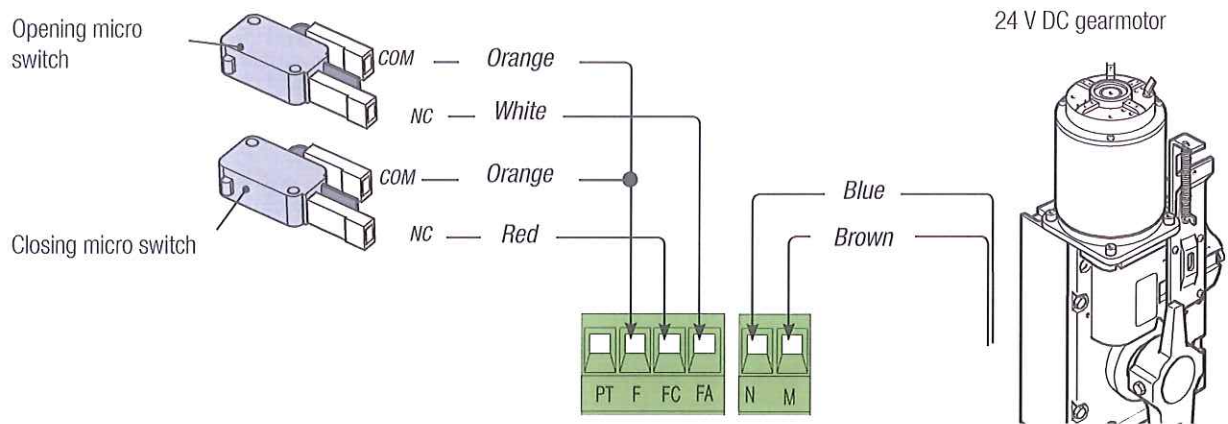 Opening micro
switch
COM
Orange
NC
White
COM
Orange
NC
Red
Closing micro switch
24 V DC gearmotor
Blue
Brown
PT F FC FA
N M